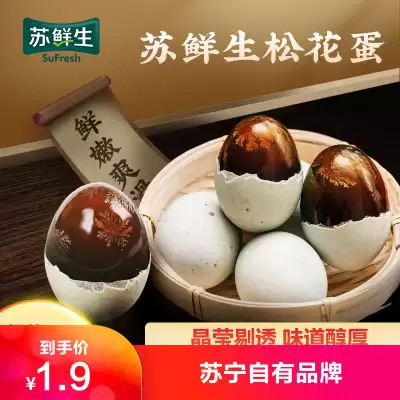 苏鲜生
SuFresh
苏鲜生松花蛋
鲜嫩爽
晶莹剔透 味道醇厚
到手价:
¥1.9
苏宁自有品牌